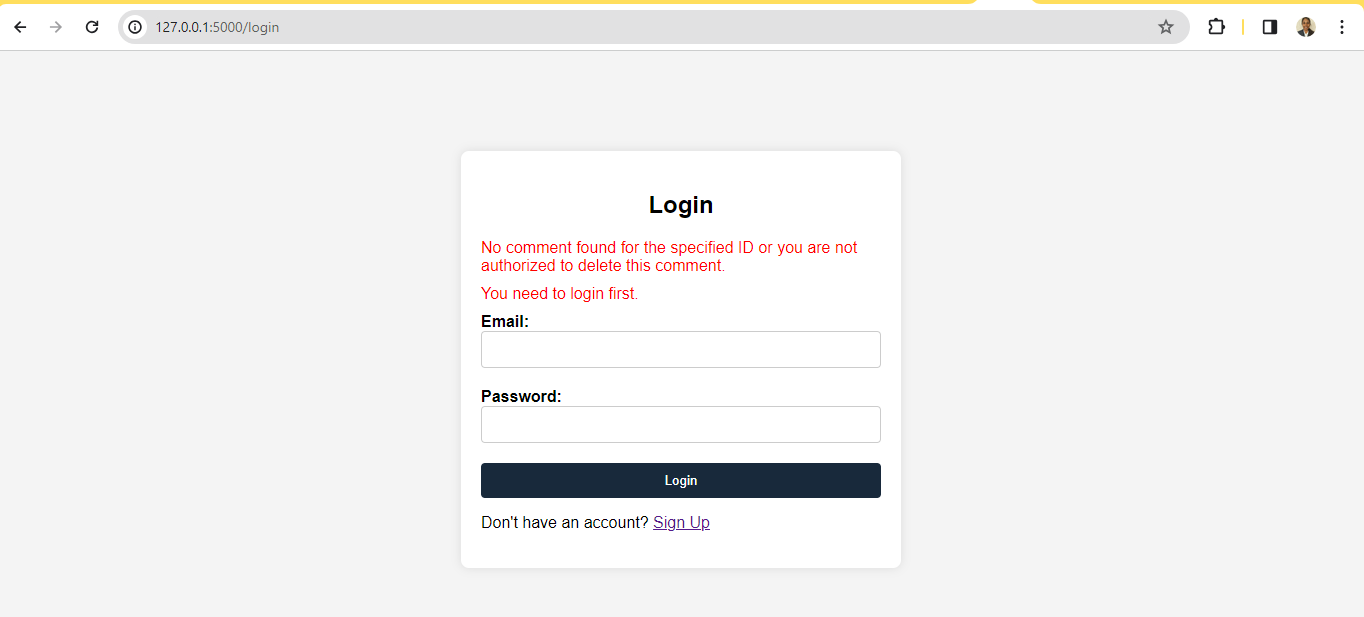 127.0.0.1:5000/login
Login
No comment found for the specified ID or you are not
authorized to delete this comment.
You need to login first.
Email:
Password:
Login
Don't have an account? Sign Up